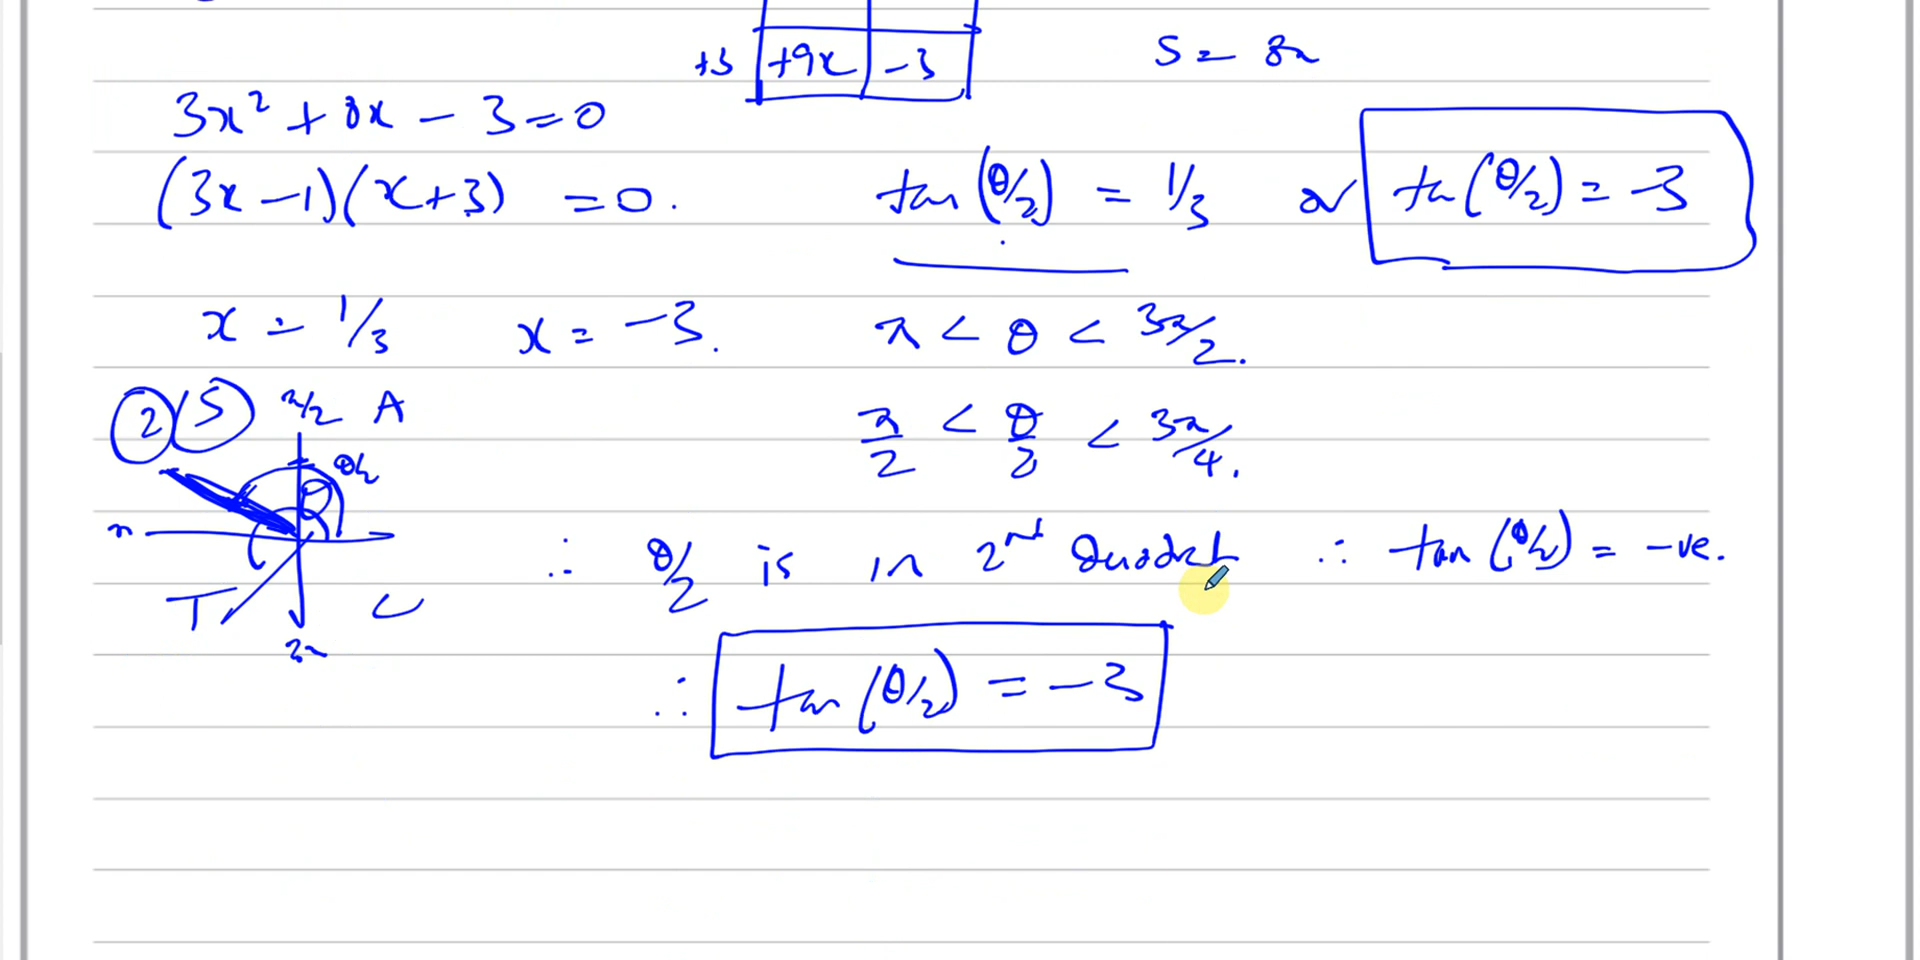 +3 +9x -3 S = 8x
3x² + 8x - 3 = 0
(3x - 1)(x + 3) = 0. tan(θ/2) = 1/3 or tan(θ/2) = -3
x = 1/3 x = -3. π < θ < 3π/2.
2 S π/2 A
π/2 < θ/2 < 3π/4.
θ/2
π
∴ θ/2 is in 2nd Quadrant ∴ tan(θ/2) = -ve.
T C
∴ tan(θ/2) = -3